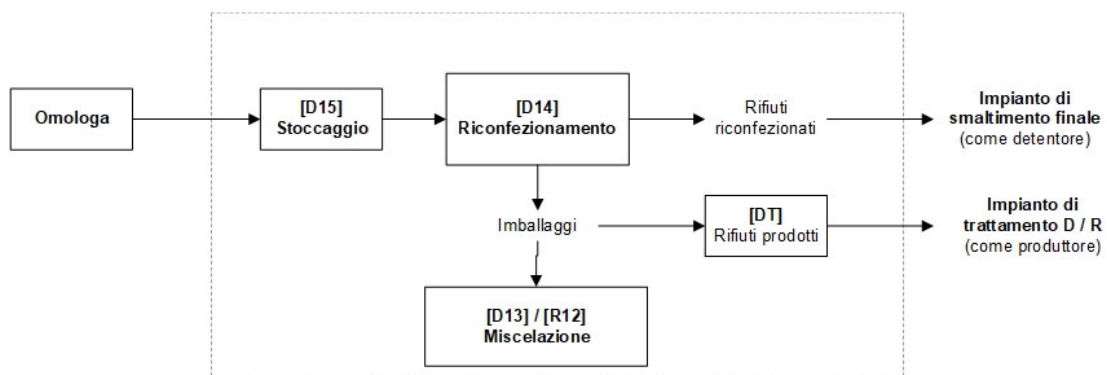 Omologa
[D15]
Stoccaggio
[D14]
Riconfezionamento
Rifiuti
riconfezionati
Impianto di
smaltimento finale
(come detentore)
Imballaggi
[DT]
Rifiuti prodotti
Impianto di
trattamento D / R
(come produttore)
[D13] / [R12]
Miscelazione